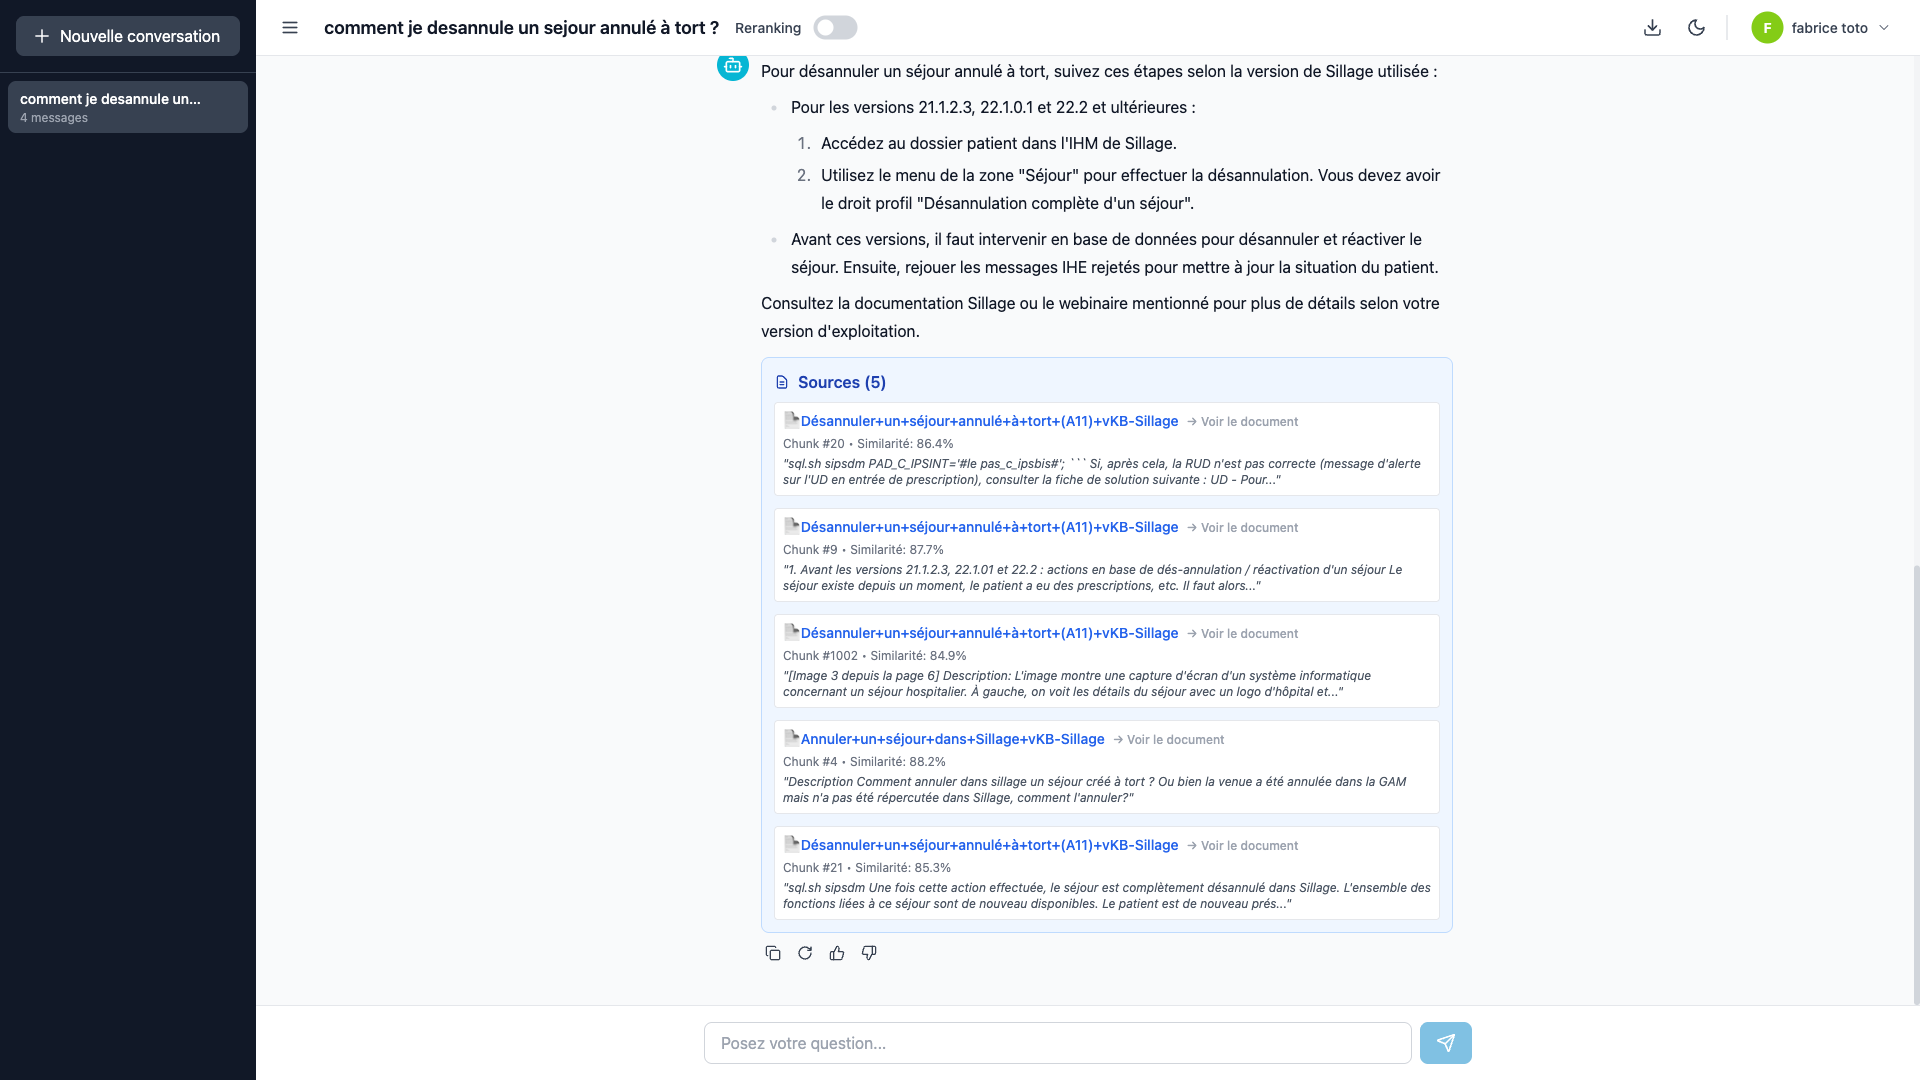 Nouvelle conversation
comment je desannule un...
4 messages
comment je desannule un sejour annulé à tort ?
Reranking
F
fabrice toto
Pour désannuler un séjour annulé à tort, suivez ces étapes selon la version de Sillage utilisée :
• Pour les versions 21.1.2.3, 22.1.0.1 et 22.2 et ultérieures :
1. Accédez au dossier patient dans l'IHM de Sillage.
2. Utilisez le menu de la zone "Séjour" pour effectuer la désannulation. Vous devez avoir
le droit profil "Désannulation complète d'un séjour".
• Avant ces versions, il faut intervenir en base de données pour désannuler et réactiver le
séjour. Ensuite, rejouer les messages IHE rejetés pour mettre à jour la situation du patient.
Consultez la documentation Sillage ou le webinaire mentionné pour plus de détails selon votre
version d'exploitation.
Sources (5)
Désannuler+un+séjour+annulé+à+tort+(A11)+vKB-Sillage → Voir le document
Chunk #20 • Similarité: 86.4%
"sql.sh sipsdm PAD_C_IPSINT='#le pas_c_ipsbis#'; ``` Si, après cela, la RUD n'est pas correcte (message d'alerte
sur l'UD en entrée de prescription), consulter la fiche de solution suivante : UD - Pour..."
Désannuler+un+séjour+annulé+à+tort+(A11)+vKB-Sillage → Voir le document
Chunk #9 • Similarité: 87.7%
"1. Avant les versions 21.1.2.3, 22.1.01 et 22.2 : actions en base de dés-annulation / réactivation d'un séjour Le
séjour existe depuis un moment, le patient a eu des prescriptions, etc. Il faut alors..."
Désannuler+un+séjour+annulé+à+tort+(A11)+vKB-Sillage → Voir le document
Chunk #1002 • Similarité: 84.9%
"[Image 3 depuis la page 6] Description: L'image montre une capture d'écran d'un système informatique
concernant un séjour hospitalier. À gauche, on voit les détails du séjour avec un logo d'hôpital et..."
Annuler+un+séjour+dans+Sillage+vKB-Sillage → Voir le document
Chunk #4 • Similarité: 88.2%
"Description Comment annuler dans sillage un séjour créé à tort ? Ou bien la venue a été annulée dans la GAM
mais n'a pas été répercutée dans Sillage, comment l'annuler?"
Désannuler+un+séjour+annulé+à+tort+(A11)+vKB-Sillage → Voir le document
Chunk #21 • Similarité: 85.3%
"sql.sh sipsdm Une fois cette action effectuée, le séjour est complètement désannulé dans Sillage. L'ensemble des
fonctions liées à ce séjour sont de nouveau disponibles. Le patient est de nouveau prés..."
Posez votre question...